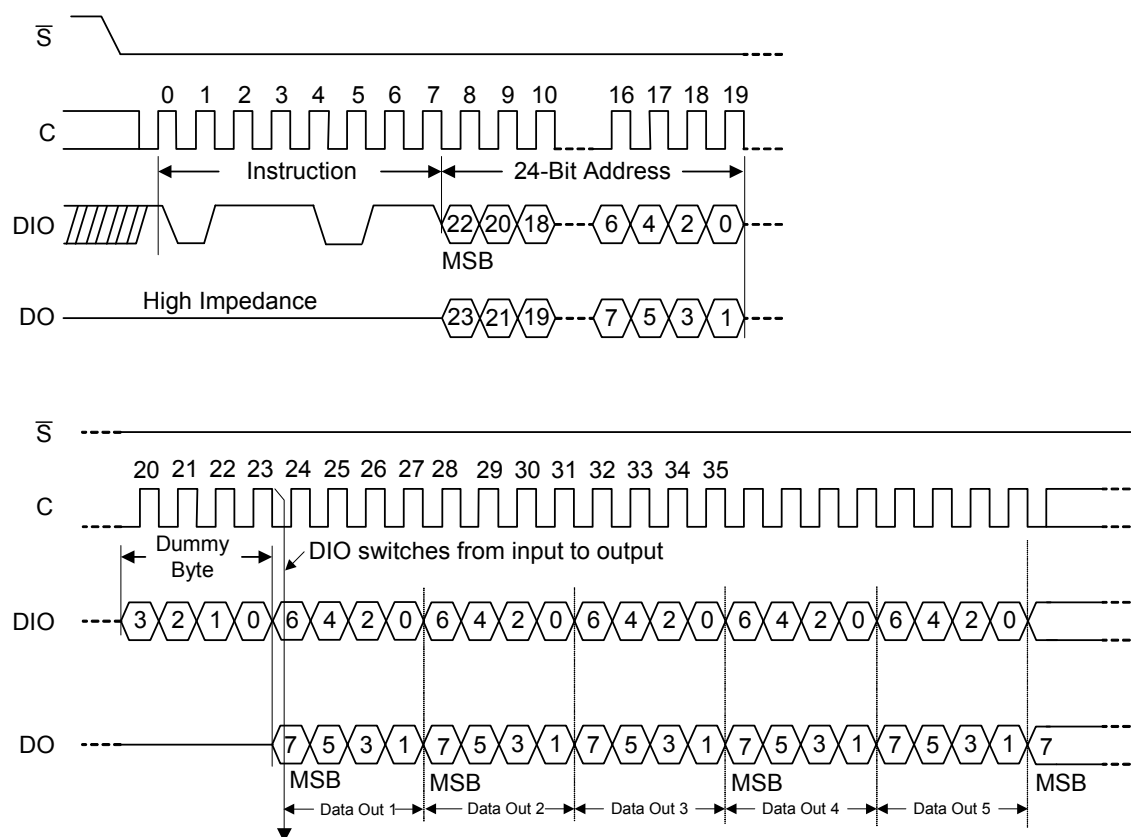 S
0 1 2 3 4 5 6 7 8 9 10 16 17 18 19
C
Instruction 24-Bit Address
DIO 22 20 18 6 4 2 0
MSB
High Impedance
DO 23 21 19 7 5 3 1
S
20 21 22 23 24 25 26 27 28 29 30 31 32 33 34 35
C
Dummy
Byte
DIO switches from input to output
DIO 3 2 1 0 6 4 2 0 6 4 2 0 6 4 2 0 6 4 2 0 6 4 2 0
DO 7 5 3 1 7 5 3 1 7 5 3 1 7 5 3 1 7 5 3 1 7
MSB MSB MSB MSB
Data Out 1 Data Out 2 Data Out 3 Data Out 4 Data Out 5